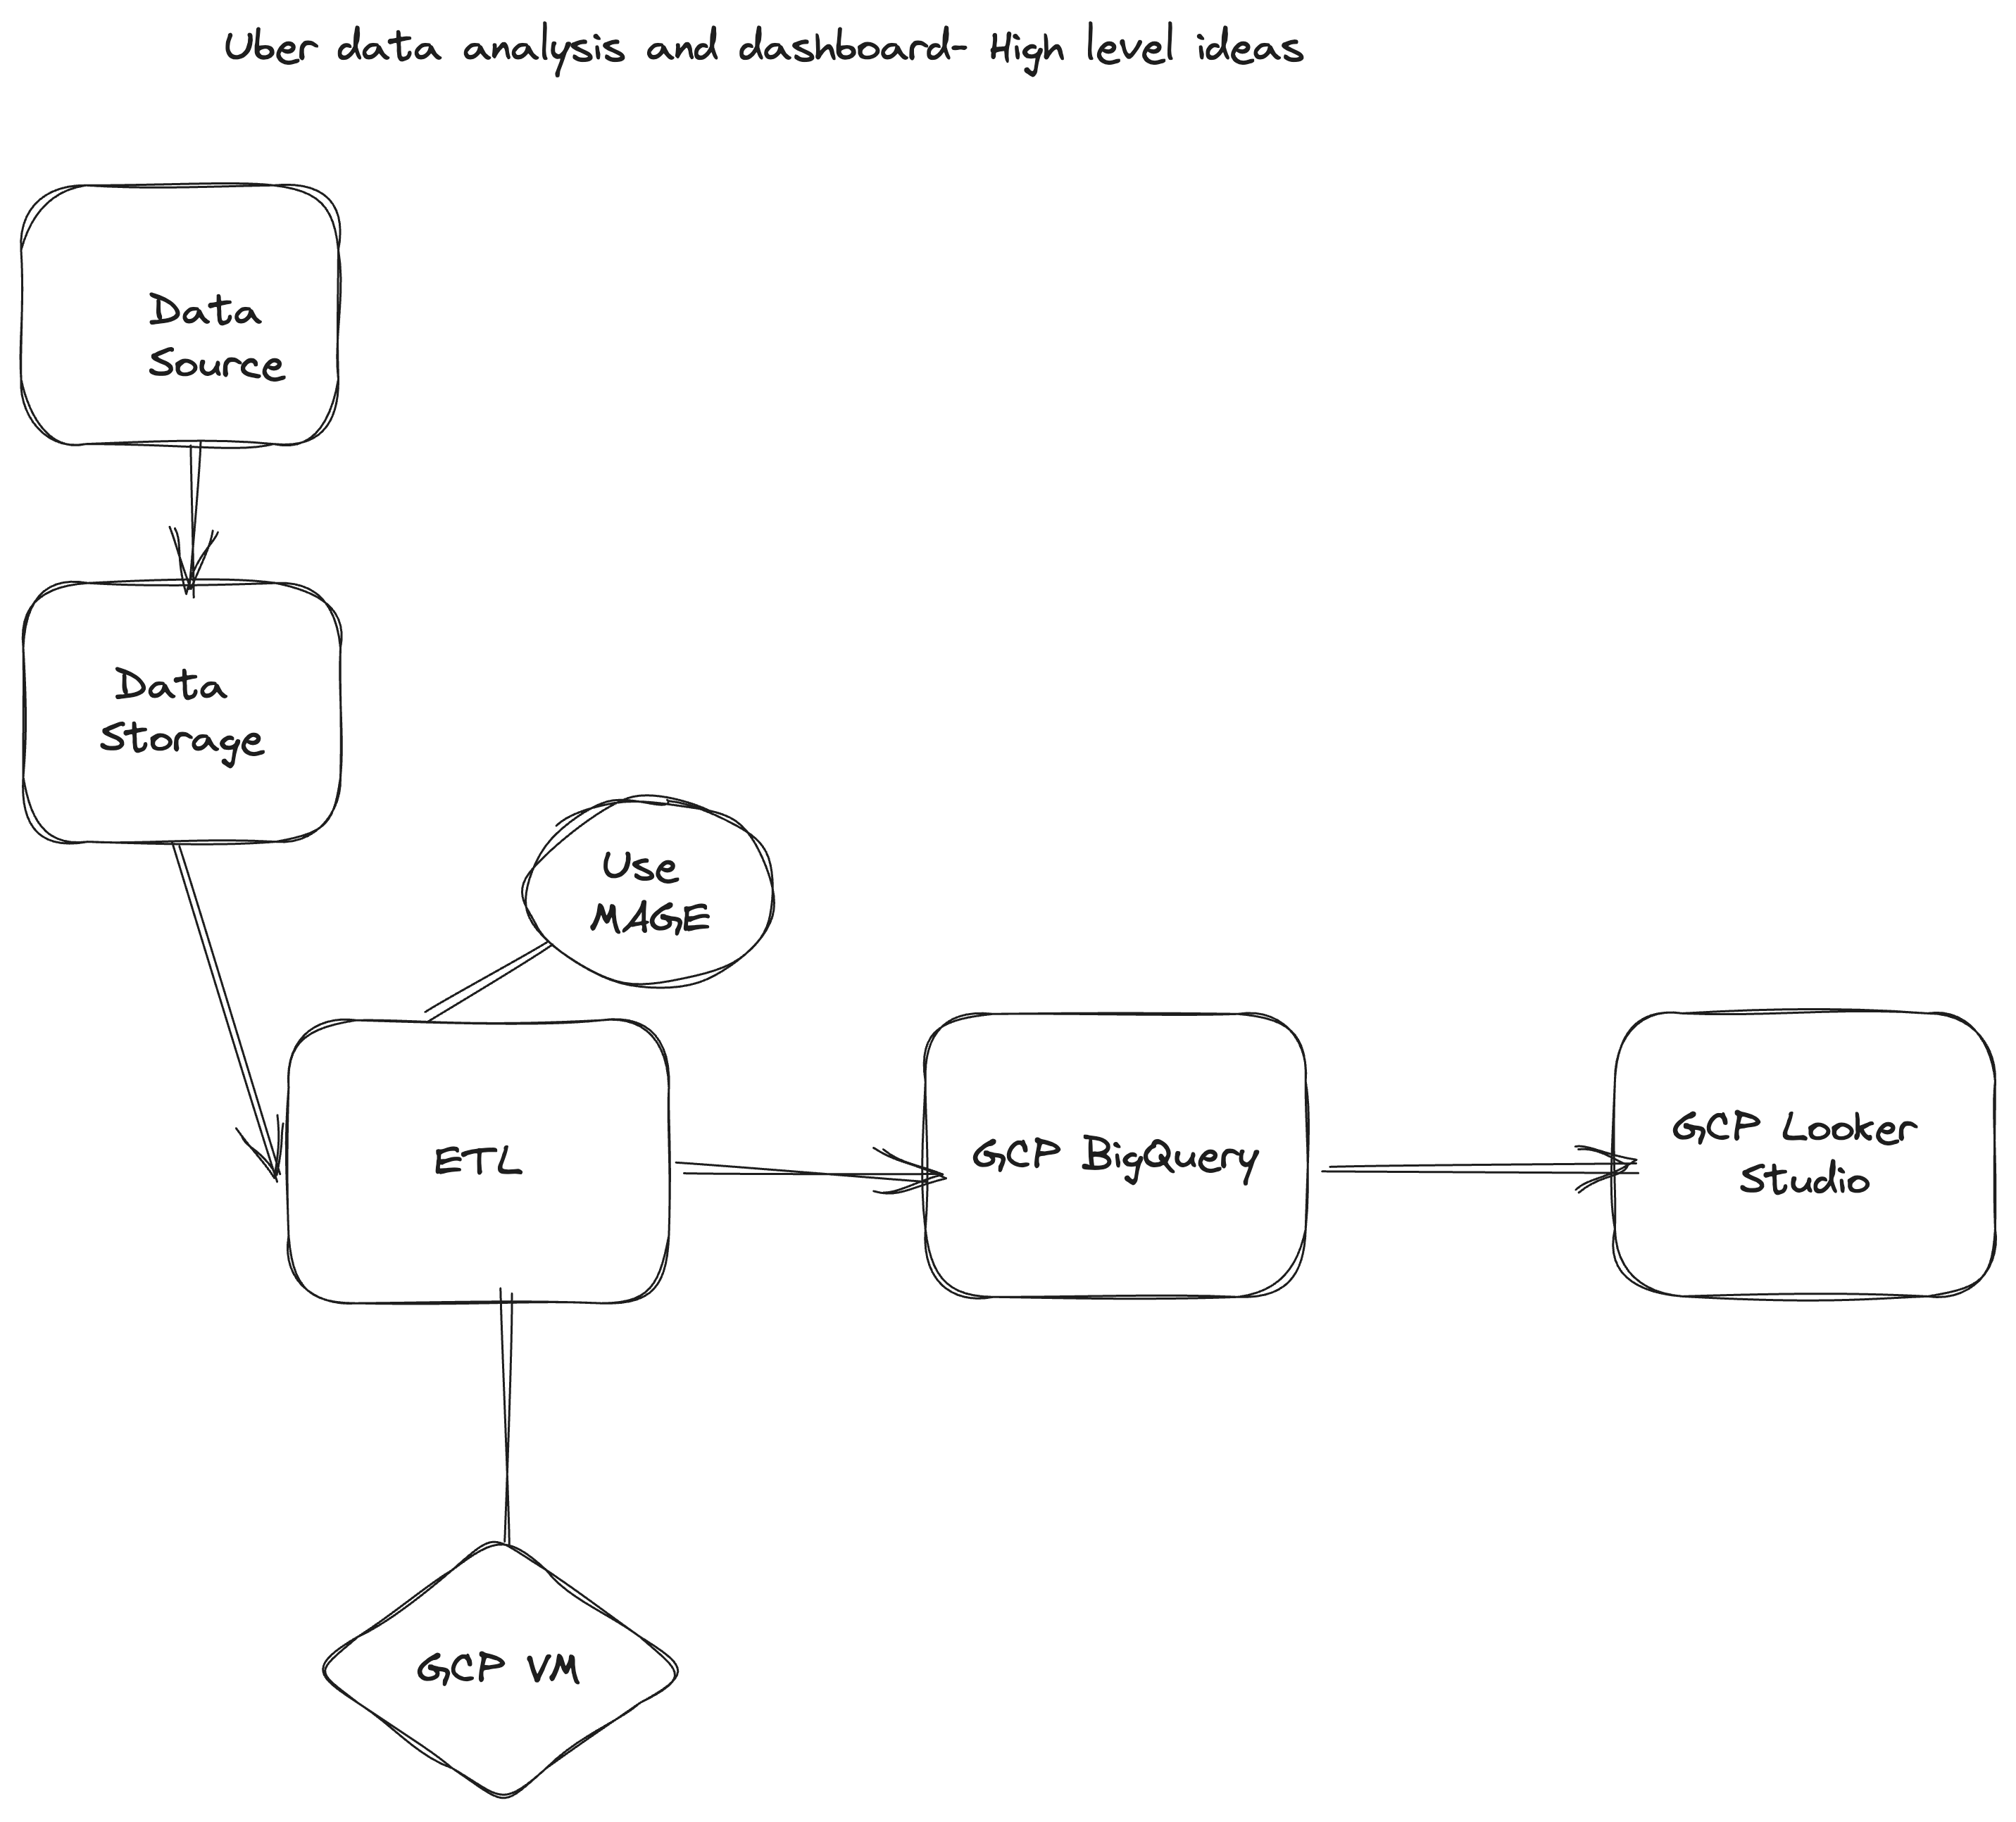 Uber data analysis and dashboard- High level ideas
Data
Source
Data
Storage
Use
MAGE
ETL
GCP BigQuery
GCP Looker
Studio
GCP VM